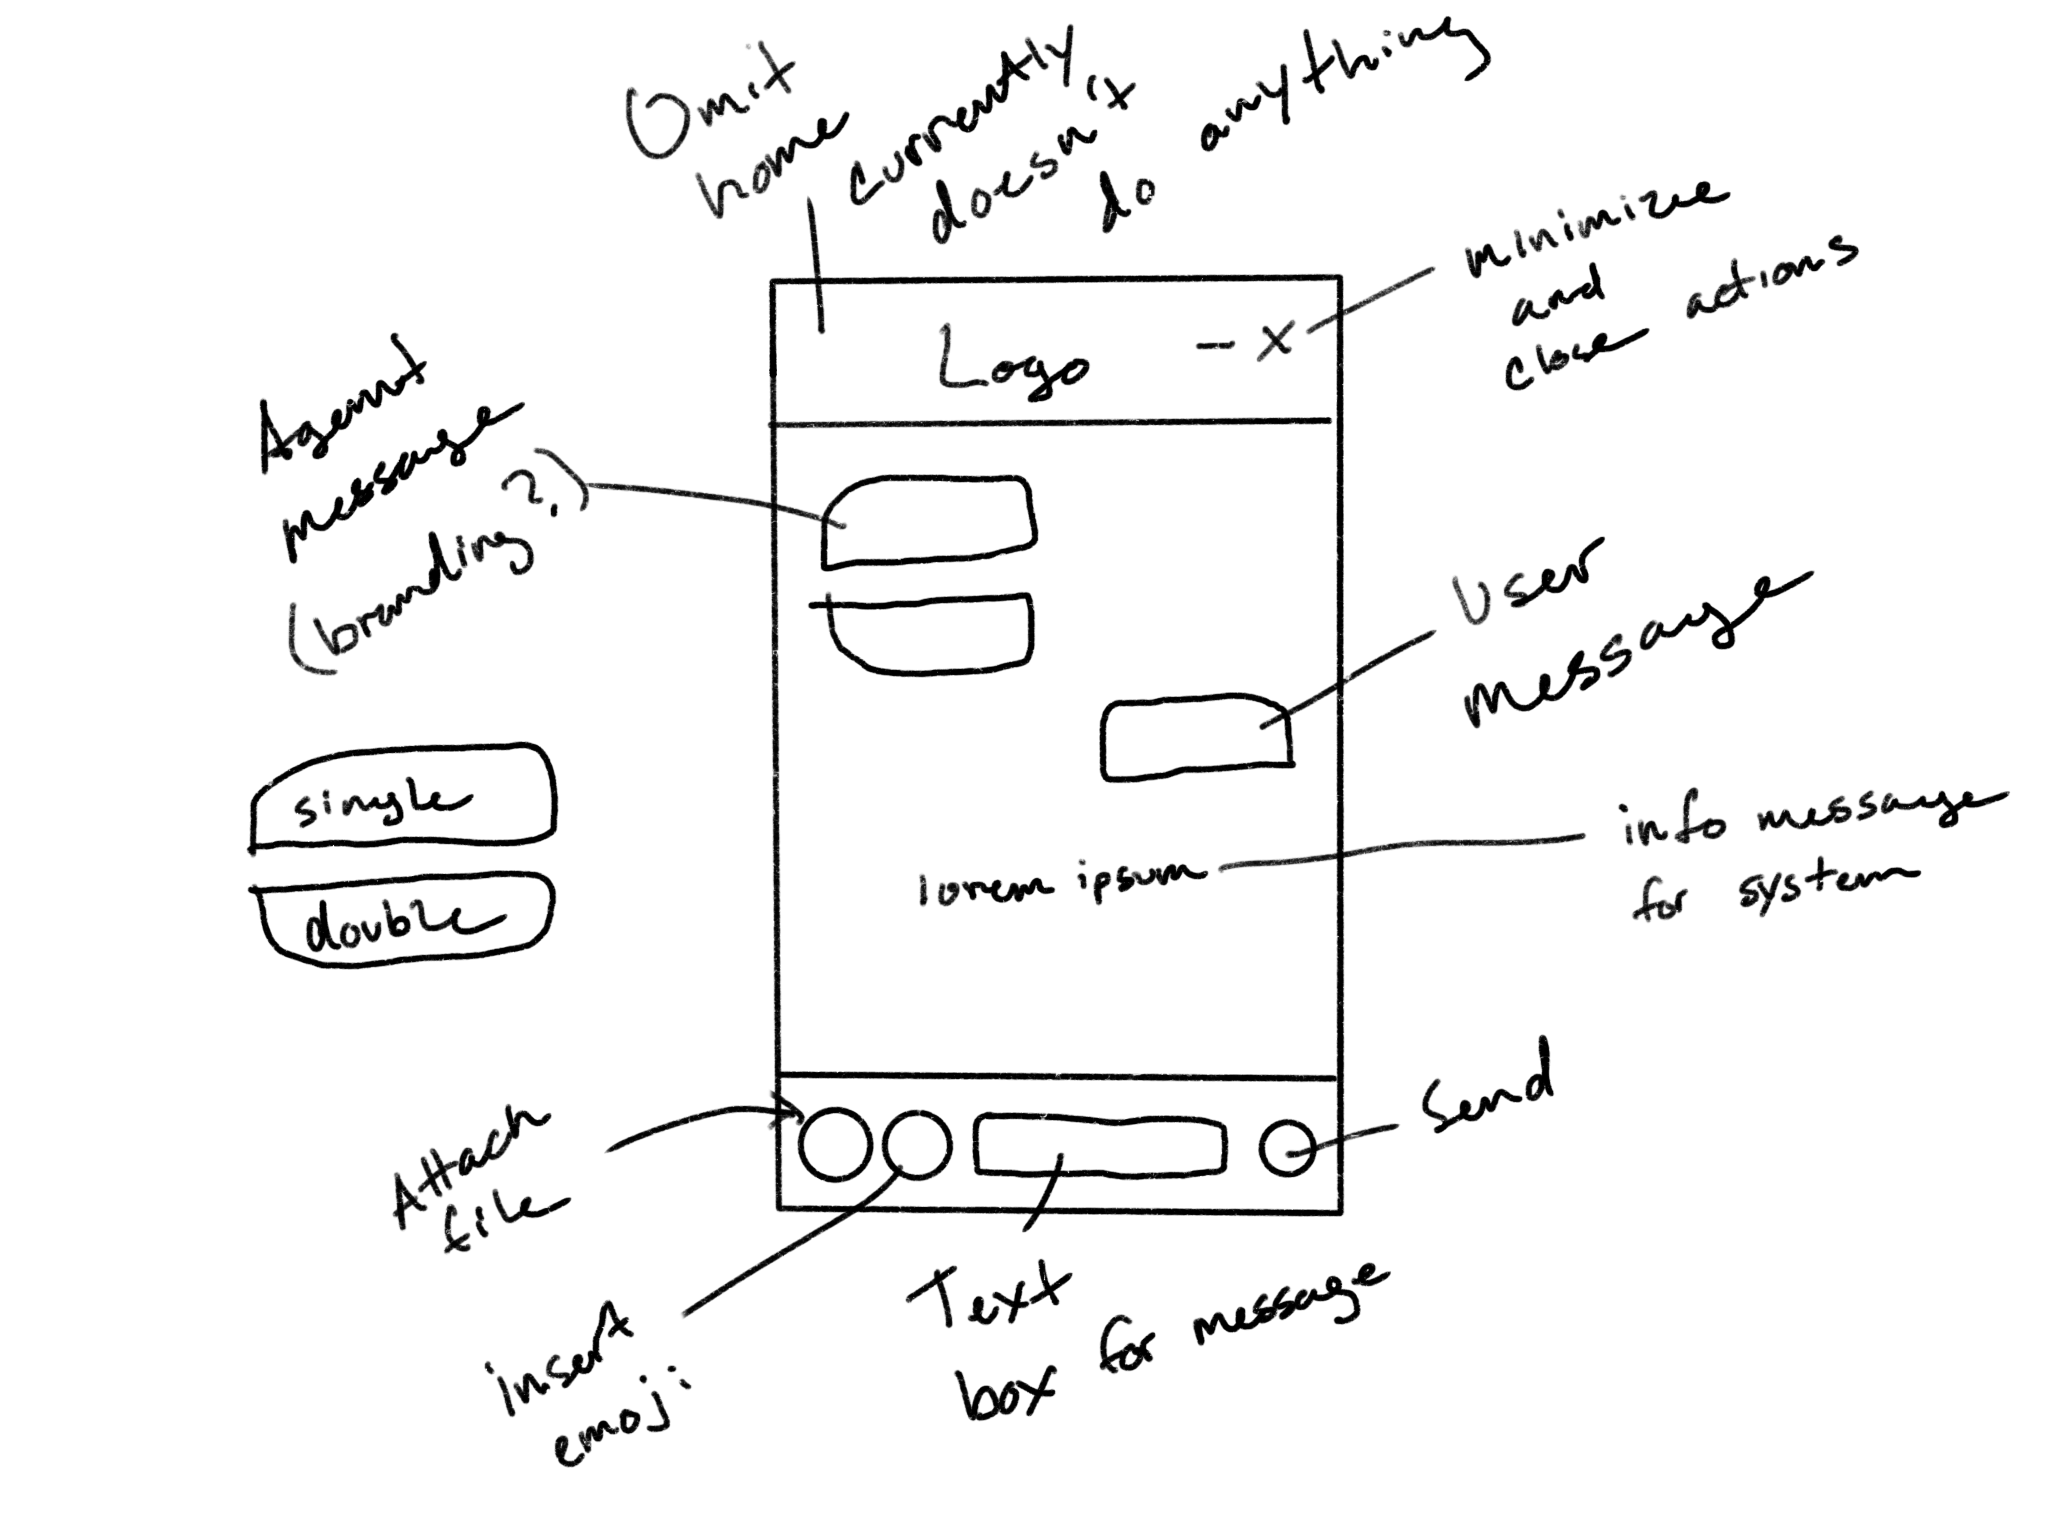 Omit
home
currently
doesn't
do anything
minimize
and
close actions
Logo
- X
Agent
message
(branding?)
User
message
single
double
info message
for system
lorem ipsum
Send
Attach
file
insert
emoji
Text
box for message